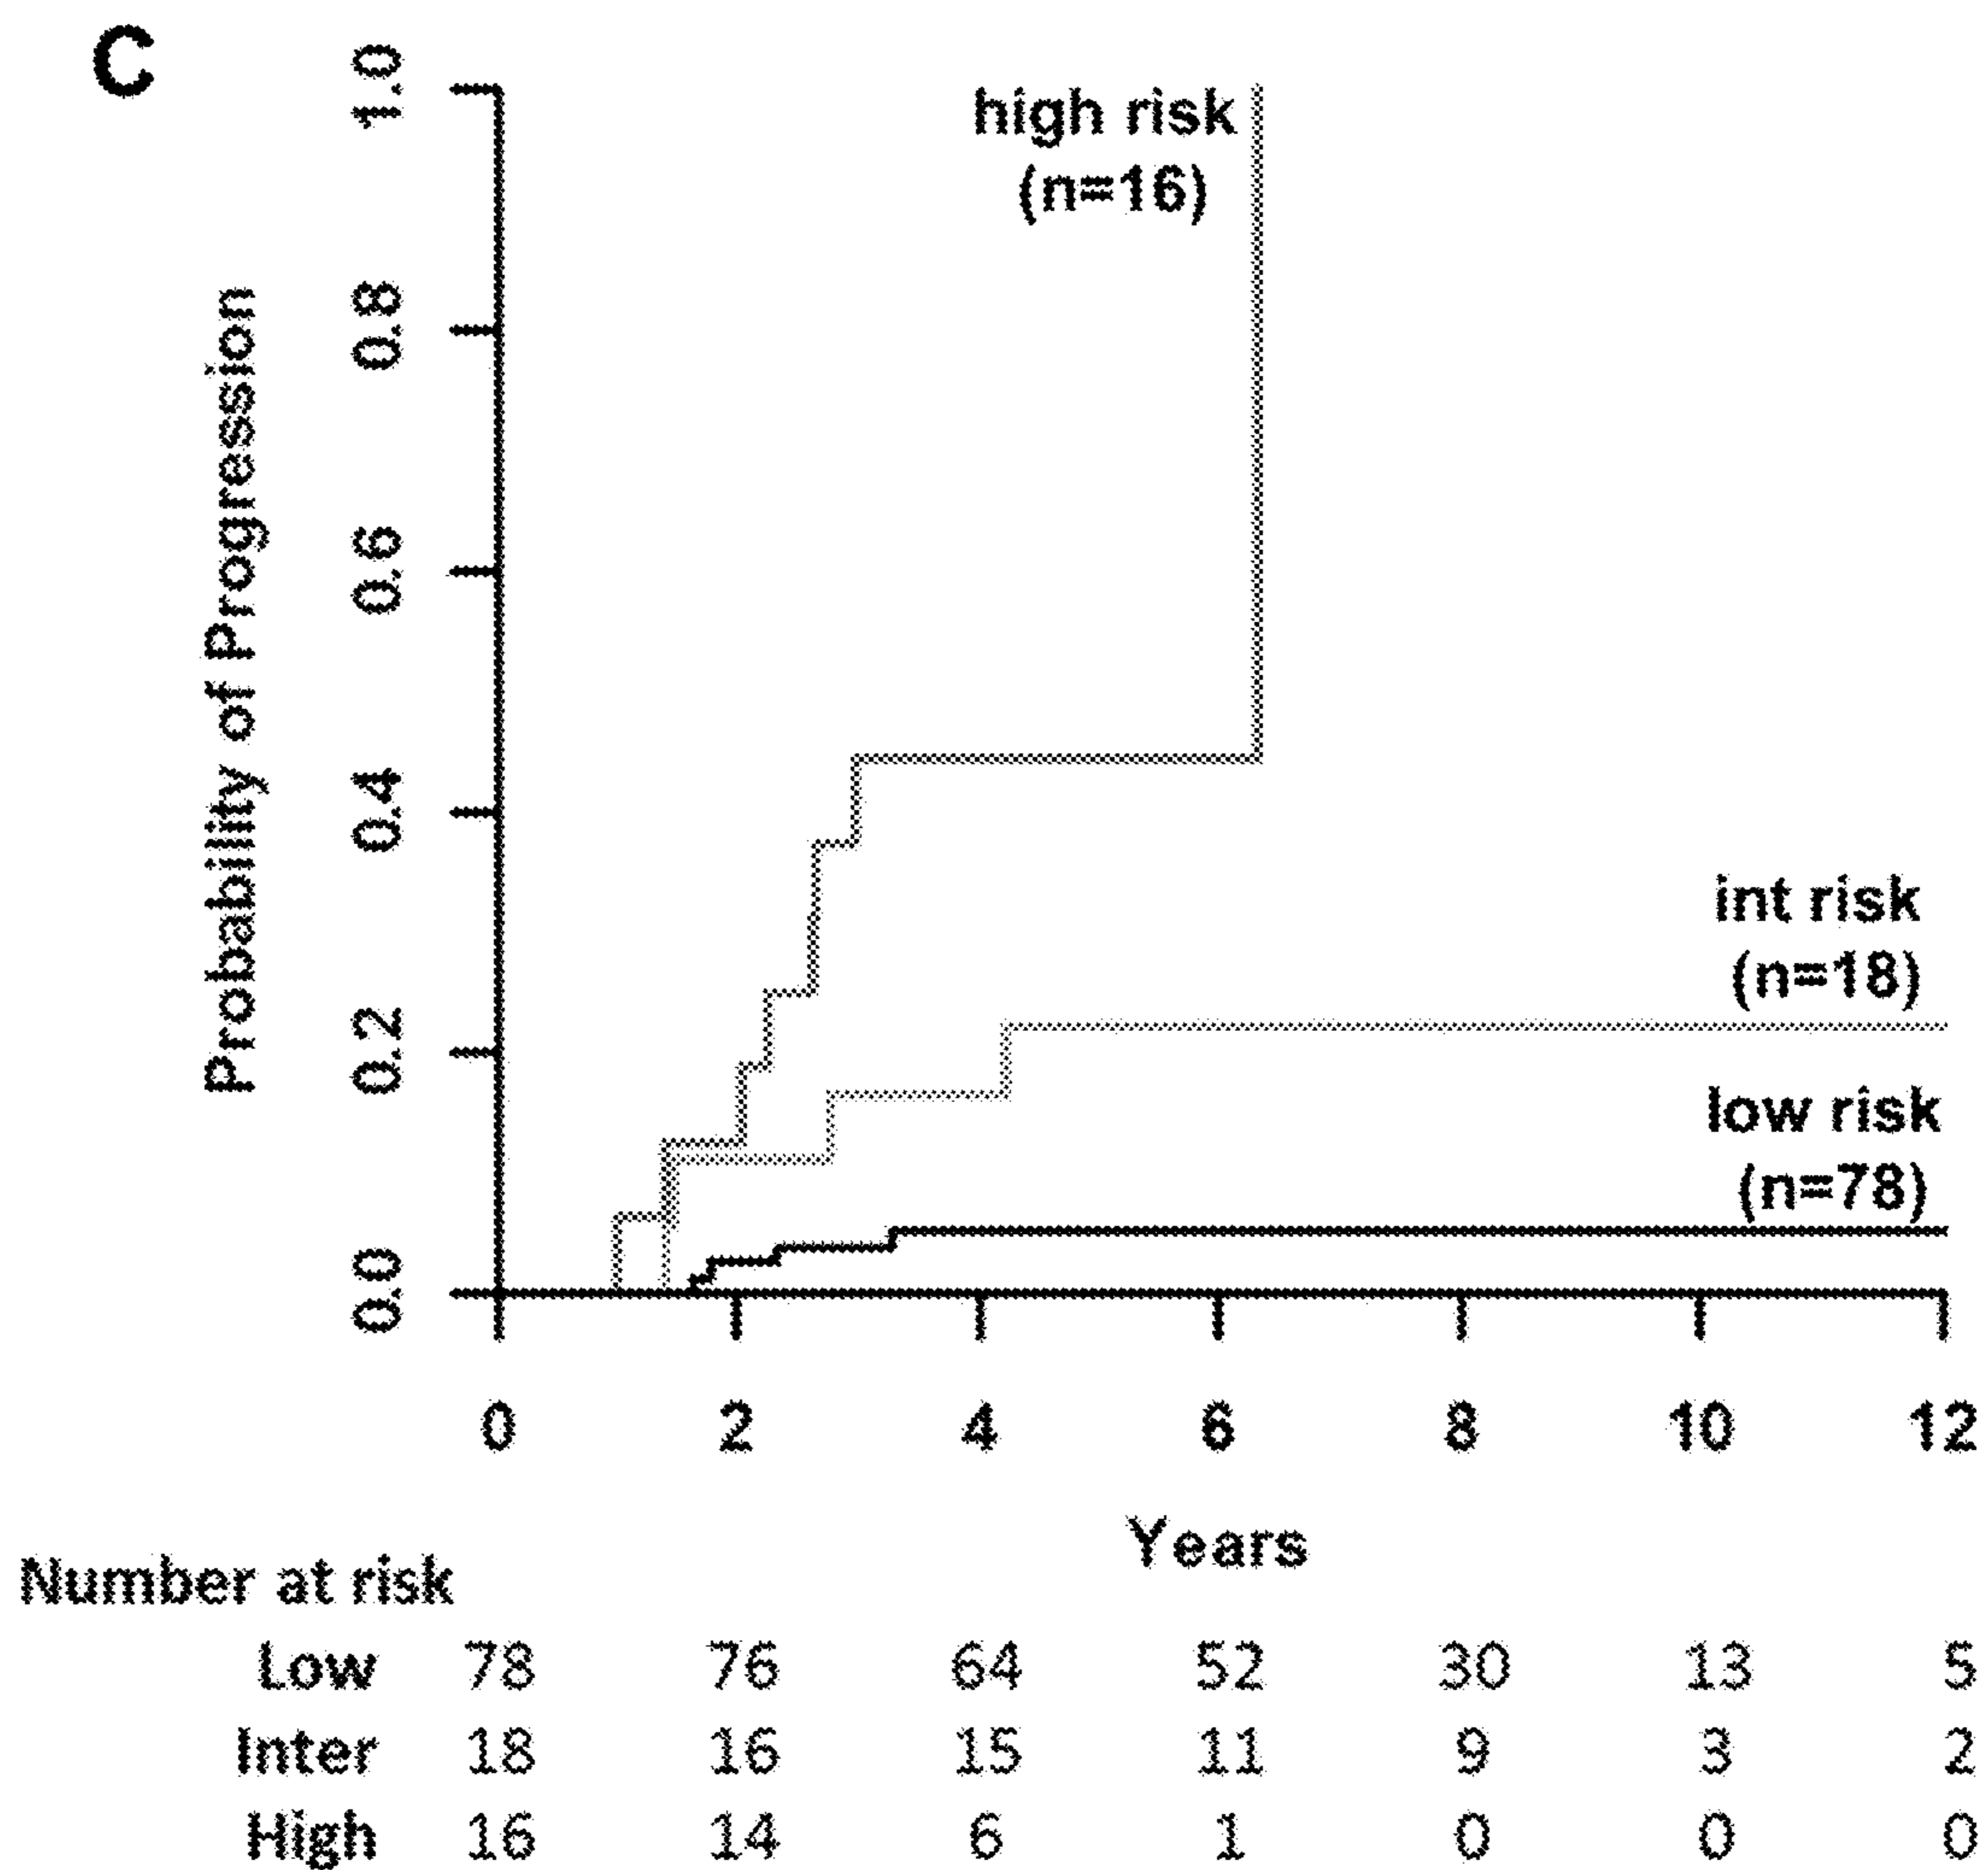 C
Probability of Progression
1.0
0.8
0.6
0.4
0.2
0.0
high risk
(n=16)
int risk
(n=18)
low risk
(n=78)
0 2 4 6 8 10 12
Years
Number at risk
Low 78 76 64 52 30 13 5
Inter 18 16 15 11 9 3 2
High 16 14 6 1 0 0 0